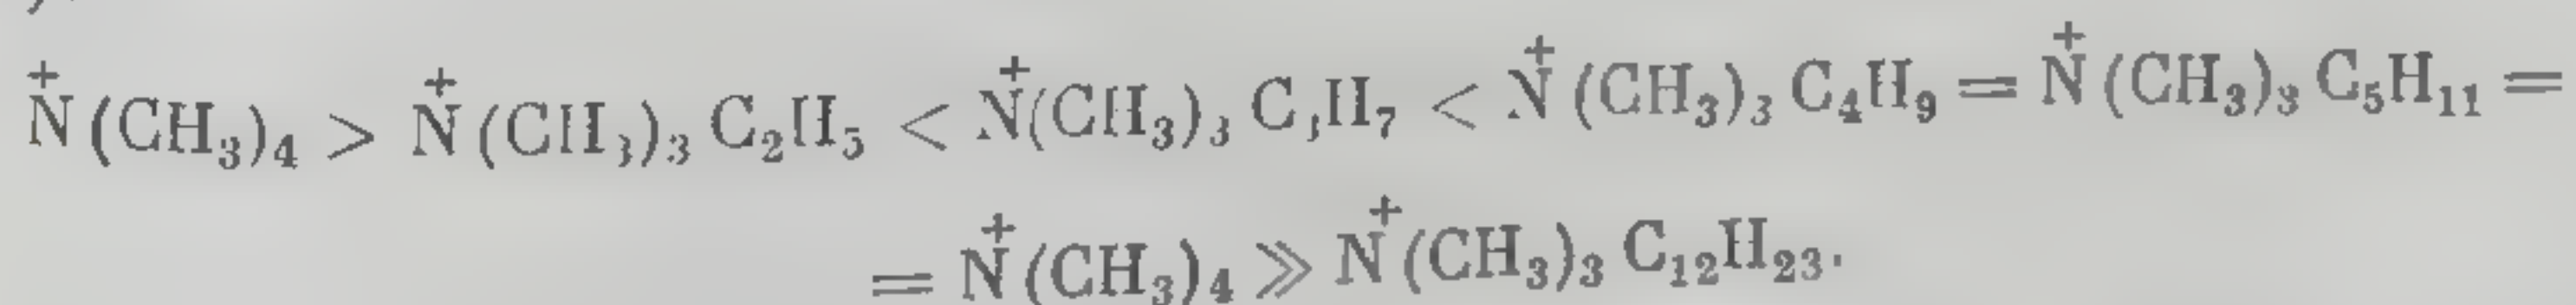 N⁺(CH₃)₄ > N⁺(CH₃)₃C₂H₅ < N⁺(CH₃)₃C₃H₇ < N⁺(CH₃)₃C₄H₉ = N⁺(CH₃)₃C₅H₁₁ =
= N⁺(CH₃)₄ ≫ N⁺(CH₃)₃C₁₂H₂₃.